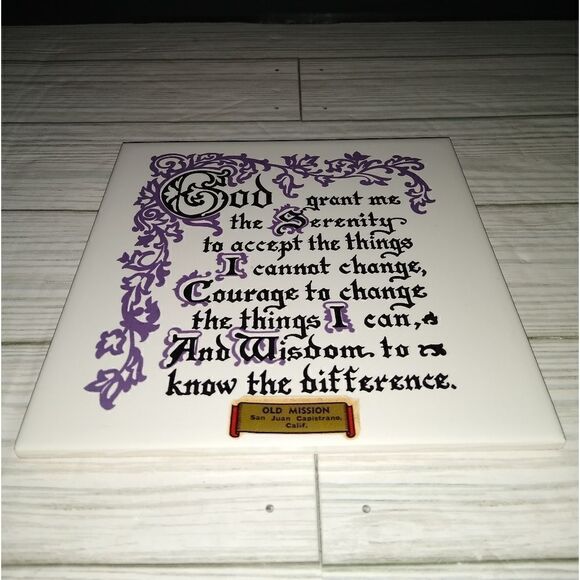 God grant me
the Serenity
to accept the things
I cannot change,
Courage to change
the things I can,
And Wisdom to
know the difference.
OLD MISSION
San Juan Capistrano,
Calif.